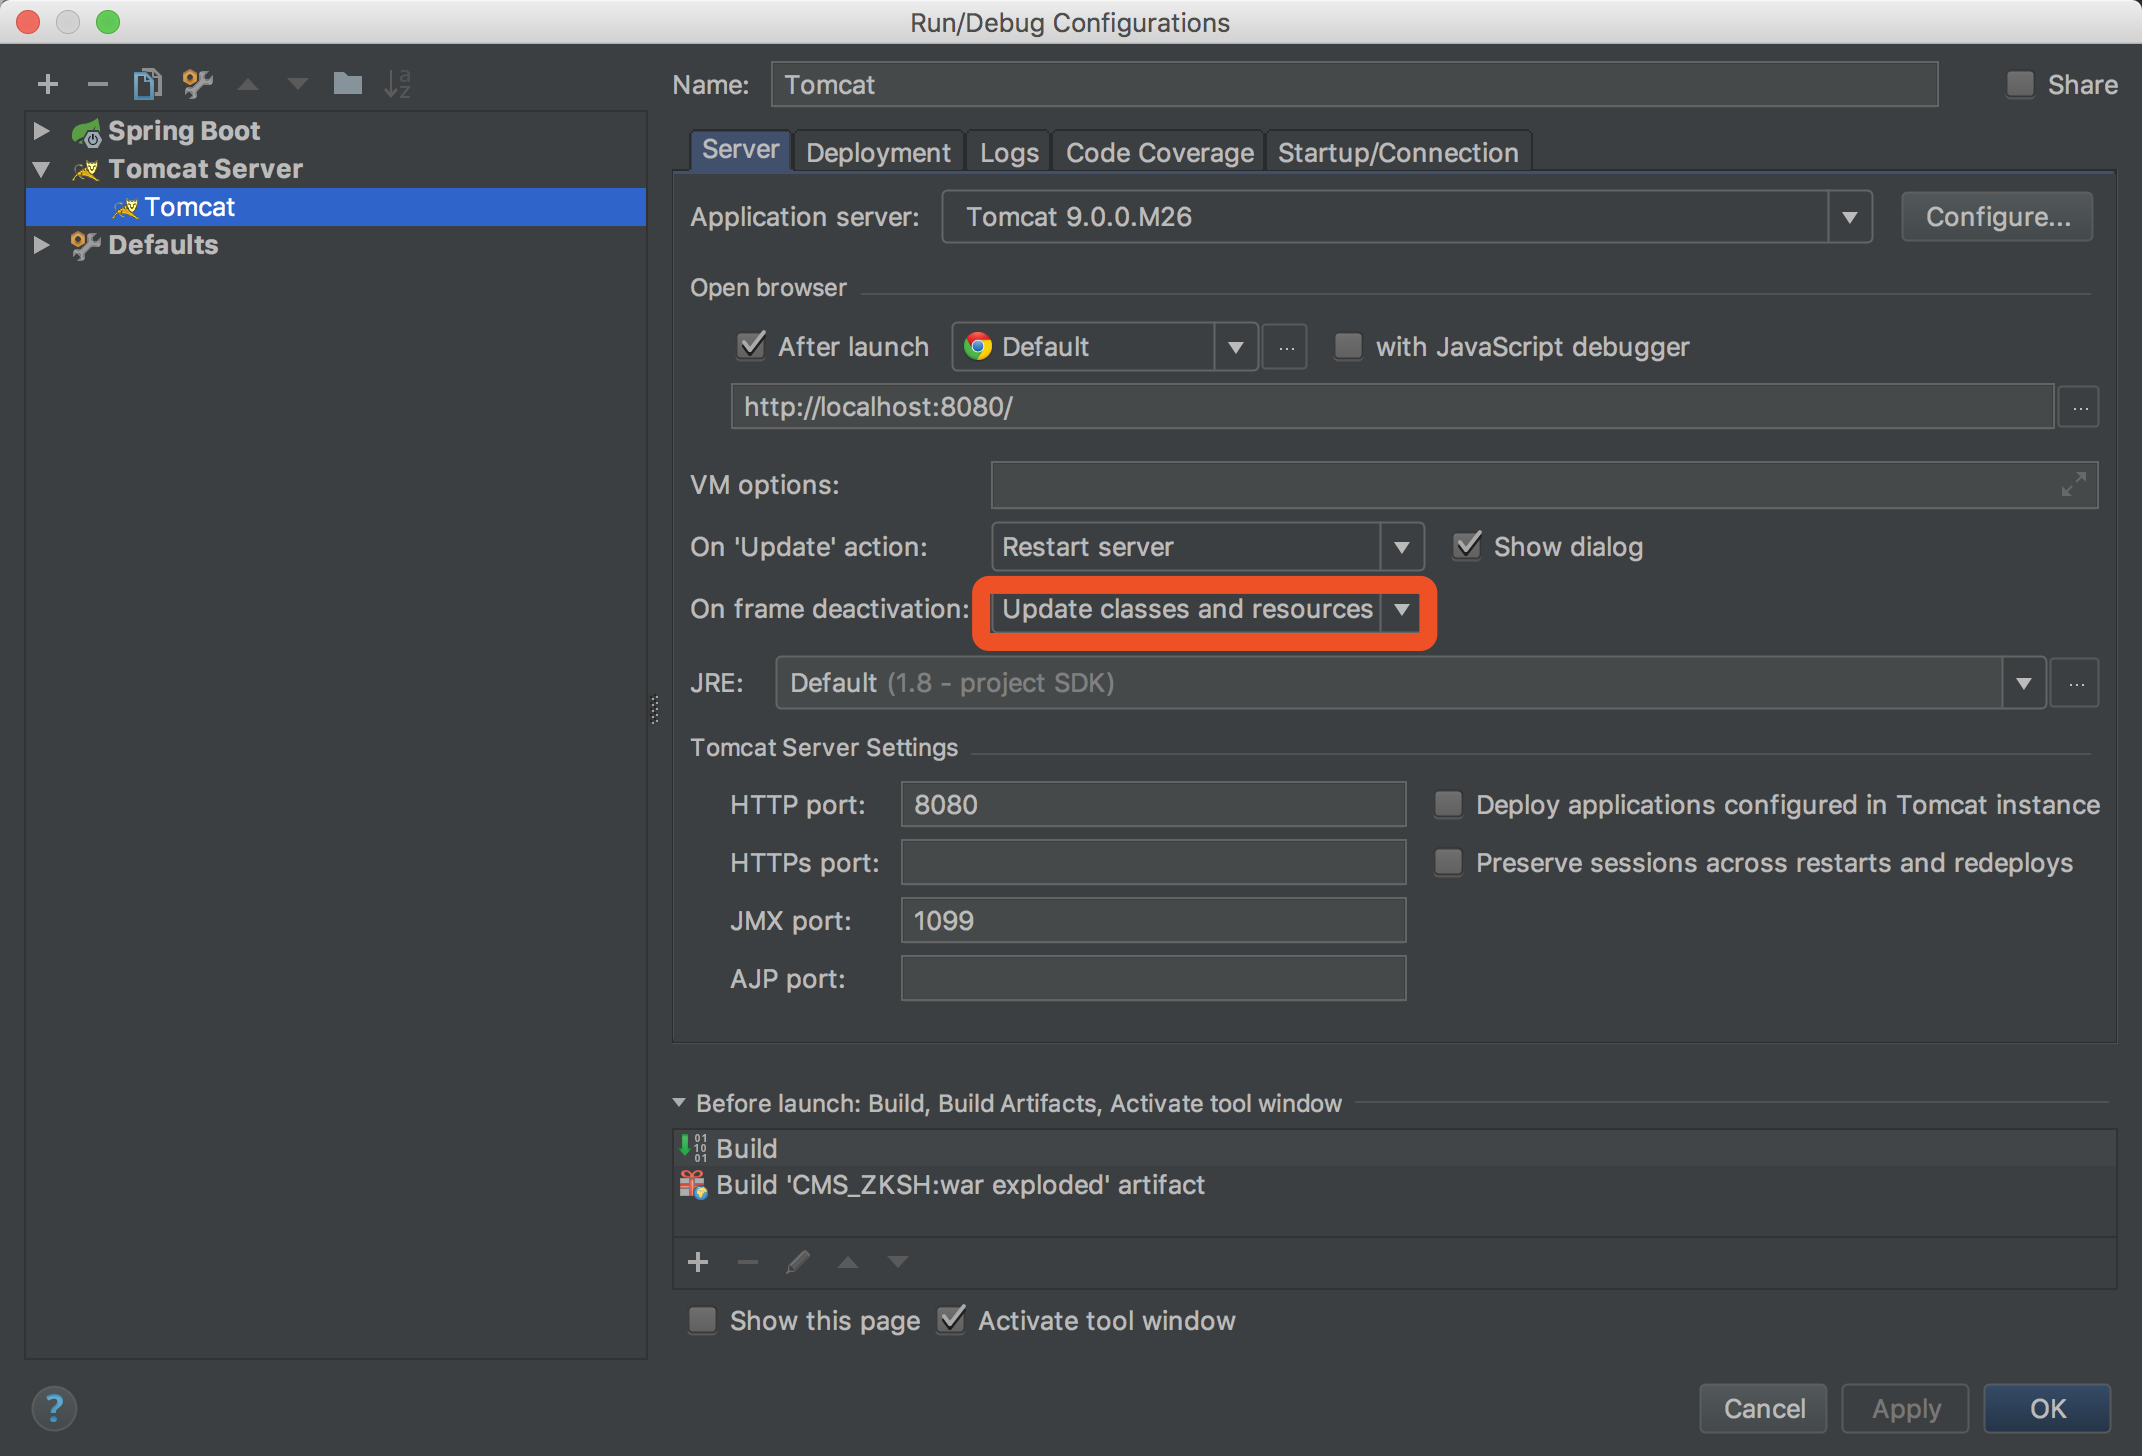 Run/Debug Configurations
Name: Tomcat Share
Spring Boot
Tomcat Server
Tomcat
Defaults
Server Deployment Logs Code Coverage Startup/Connection
Application server: Tomcat 9.0.0.M26 Configure...
Open browser
After launch Default ... with JavaScript debugger
http://localhost:8080/ ...
VM options:
On 'Update' action: Restart server Show dialog
On frame deactivation: Update classes and resources
JRE: Default (1.8 - project SDK) ...
Tomcat Server Settings
HTTP port: 8080 Deploy applications configured in Tomcat instance
HTTPs port: Preserve sessions across restarts and redeploys
JMX port: 1099
AJP port:
Before launch: Build, Build Artifacts, Activate tool window
Build
Build 'CMS_ZKSH:war exploded' artifact
Show this page Activate tool window
? Cancel Apply OK